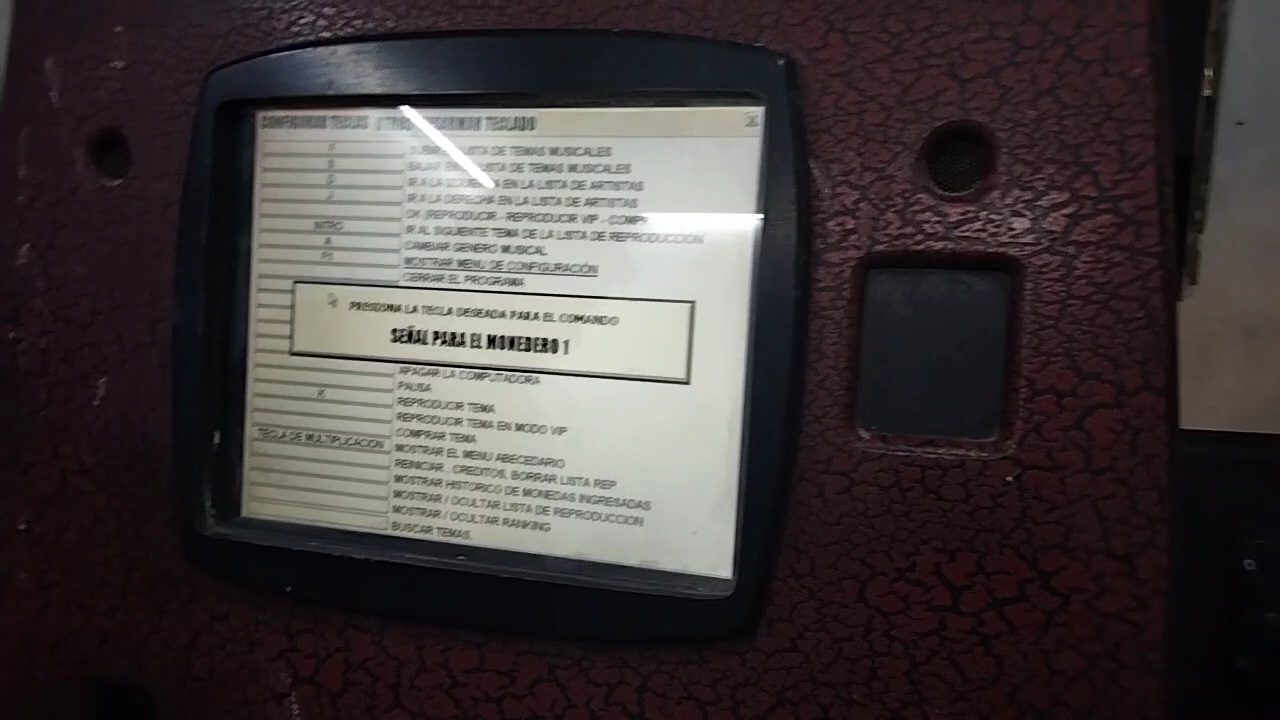 CONFIGURAR TECLAS
TECLADO
LISTA DE TEMAS MUSICALES
BAJAR LISTA DE TEMAS MUSICALES
IR A LA EN LA LISTA DE ARTISTAS
IR A LA DERECHA EN LA LISTA DE ARTISTAS
OK (REPRODUCIR - REPRODUCIR VIP - COMPR
INTRO IR AL SIGUIENTE TEMA DE LA LISTA DE REPRODUCCIÓN
A CAMBIAR GENERO MUSICAL
F1 MOSTRAR MENU DE CONFIGURACIÓN
CERRAR EL PROGRAMA
PRESIONA LA TECLA DESEADA PARA EL COMANDO
SEÑAL PARA EL MONEDERO 1
APAGAR LA COMPUTADORA
PAUSA
K REPRODUCIR TEMA
REPRODUCIR TEMA EN MODO VIP
COMPRAR TEMA
TECLA DE MULTIPLICACION MOSTRAR EL MENU ABECEDARIO
REINICIAR , CREDITOS, BORRAR LISTA REP
MOSTRAR HISTORICO DE MONEDAS INGRESADAS
MOSTRAR / OCULTAR LISTA DE REPRODUCCION
MOSTRAR / OCULTAR RANKING
BUSCAR TEMAS.